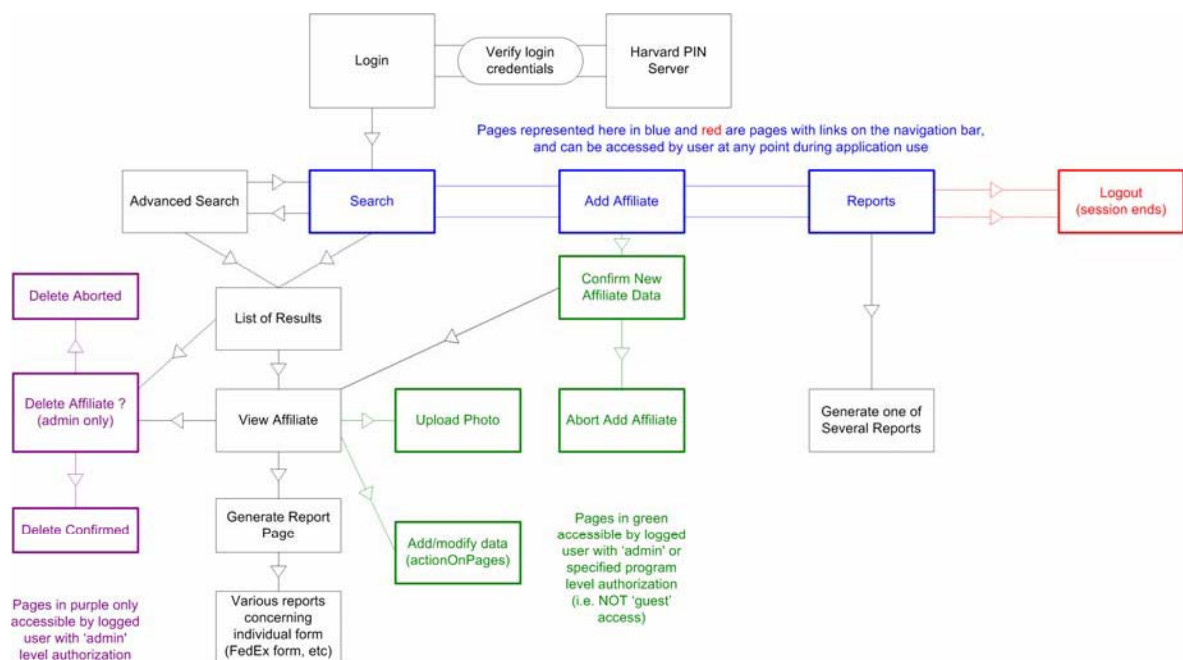 Login
Verify login
credentials
Harvard PIN
Server
Pages represented here in blue and red are pages with links on the navigation bar,
and can be accessed by user at any point during application use
Advanced Search
Search
Add Affiliate
Reports
Logout
(session ends)
Delete Aborted
List of Results
Confirm New
Affiliate Data
Delete Affiliate ?
(admin only)
View Affiliate
Upload Photo
Abort Add Affiliate
Generate one of
Several Reports
Delete Confirmed
Generate Report
Page
Add/modify data
(actionOnPages)
Pages in green
accessible by logged
user with 'admin' or
specified program
level authorization
(i.e. NOT 'guest'
access)
Pages in purple only
accessible by logged
user with 'admin'
level authorization
Various reports
concerning
individual form
(FedEx form, etc)